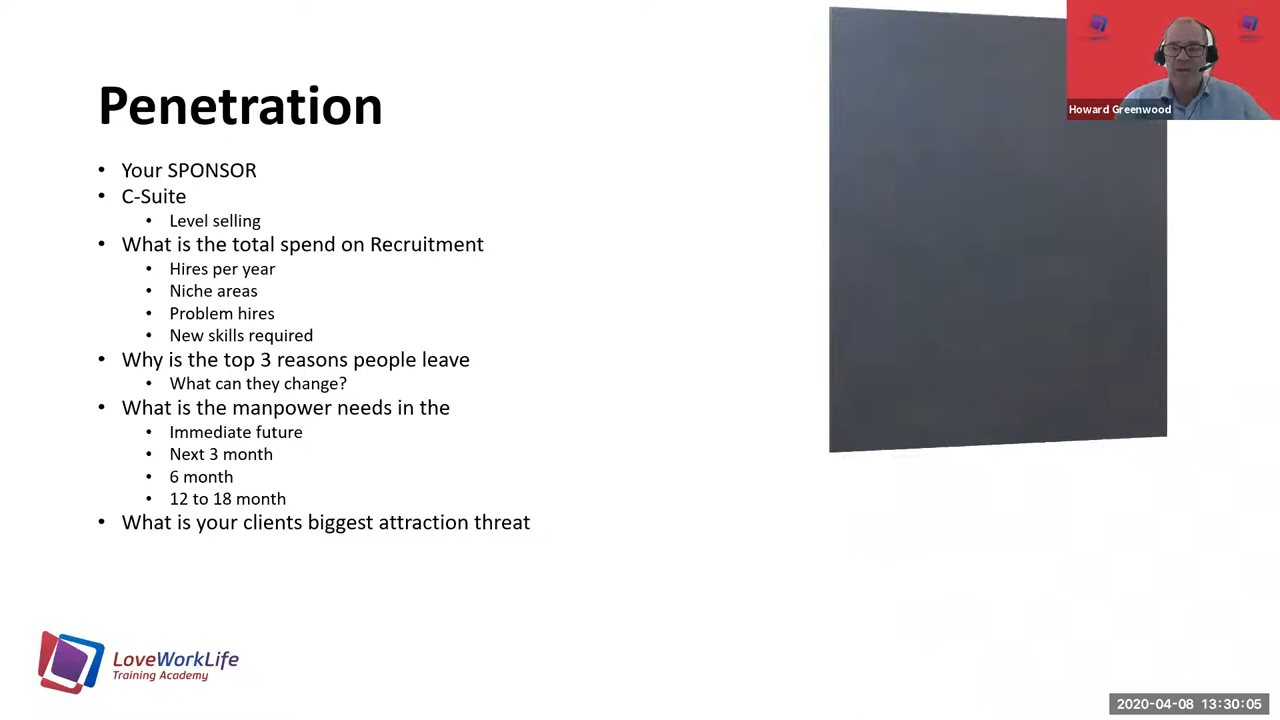 Penetration
• Your SPONSOR
• C-Suite
• Level selling
• What is the total spend on Recruitment
• Hires per year
• Niche areas
• Problem hires
• New skills required
• Why is the top 3 reasons people leave
• What can they change?
• What is the manpower needs in the
• Immediate future
• Next 3 month
• 6 month
• 12 to 18 month
• What is your clients biggest attraction threat
Howard Greenwood
LoveWorkLife
Training Academy
2020-04-08 13:30:05